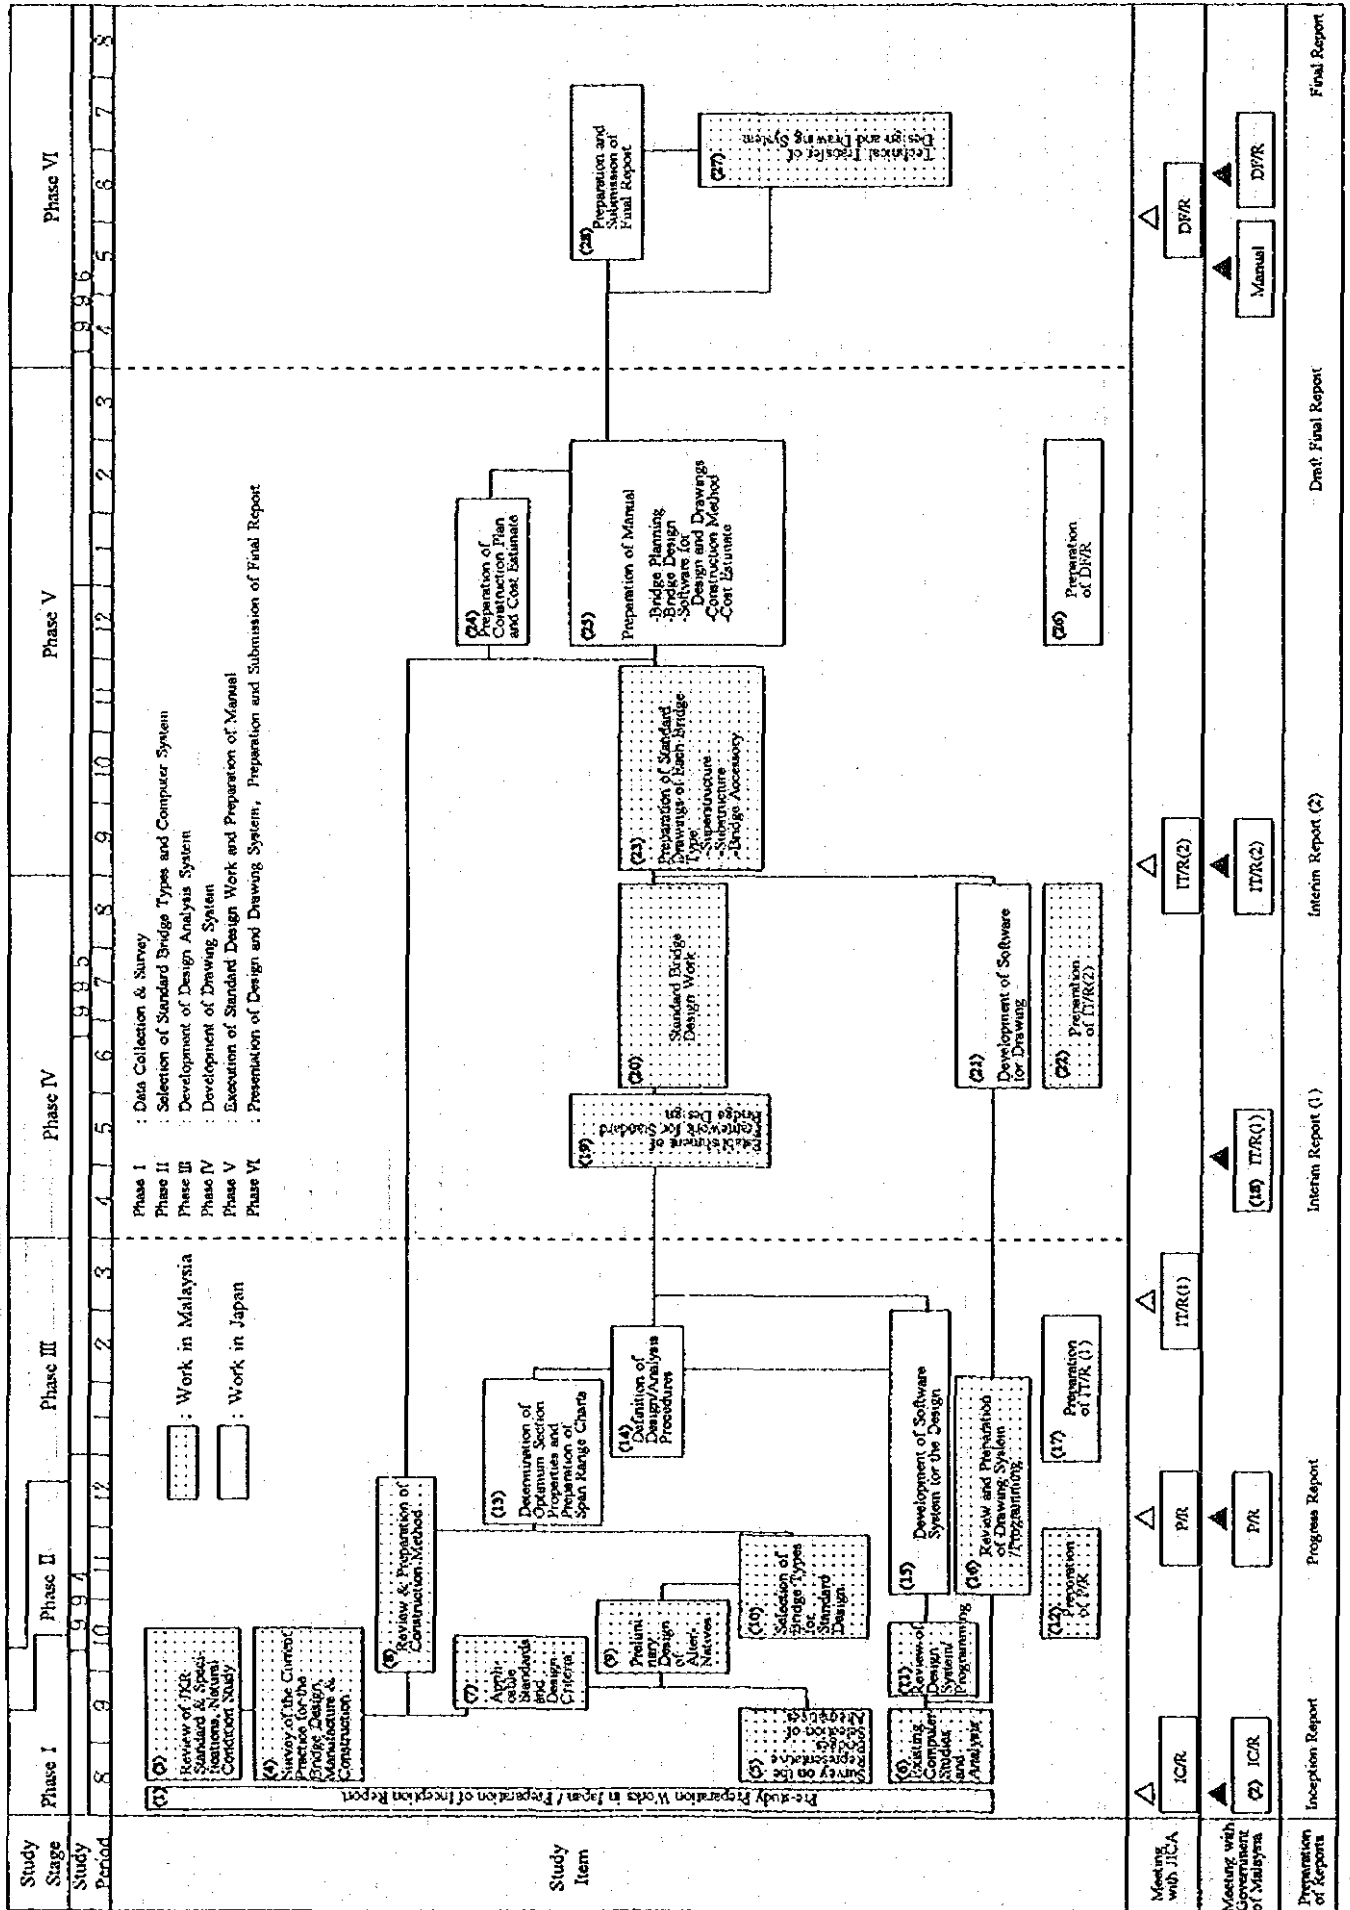 Study
Stage
Phase I
Phase II
Phase III
Phase IV
Phase V
Phase VI
Study
Period
1994
1995
1996
8
9
10
11
12
1
2
3
4
5
6
7
8
9
10
11
12
1
2
3
4
5
6
7
8
Study
Item
: Work in Malaysia
: Work in Japan
Phase I : Data Collection & Survey
Phase II : Selection of Standard Bridge Types and Computer System
Phase III : Development of Design Analysis System
Phase IV : Development of Drawing System
Phase V : Execution of Standard Design Work and Preparation of Manual
Phase VI : Presentation of Design and Drawing System, Preparation and Submission of Final Report
(1)
Pre-study Preparation Works in Japan / Preparation of Inception Report
(3)
Review of JKR
Standard & Speci-
fications, Natural
Condition Study
(4)
Survey of the Current
Practice for the
Bridge Design,
Manufacture &
Construction
(5)
Survey on the
Representative
(6)
Existing
Computer
Studies
and
Analysis
(7)
Applic-
able
Standards
and
Design
Criteria
(8)
Review & Preparation of
Construction Method
(9)
Prelimi-
nary
Design
of
Alter-
Natives
(10)
Selection of
Bridge Types
for
Standard
Design
(11)
Review of
Design
System/
Programming
(12)
Preparation
of P/R
(13)
Determination of
Optimum Section
Properties and
Preparation of
Span Range Charts
(14)
Definition of
Design/Analysis
Procedures
(15)
Development of Software
System for the Design
(16)
Review and Preparation
of Drawing System
/Programming
(17)
Preparation
of IT/R (1)
(19)
Establishment of
Framework for Standard
Bridge Design
(20)
Standard Bridge
Design Work
(21)
Development of Software
for Drawing
(22)
Preparation
of IT/R(2)
(23)
Preparation of Standard
Drawings of Each Bridge
Type
-Superstructure
-Substructure
-Bridge Accessory
(24)
Preparation of
Construction Plan
and Cost Estimate
(25)
Preparation of Manual
-Bridge Planning
-Bridge Design
-Software for
Design and Drawings
-Construction Method
-Cost Estimate
(26)
Preparation
of DF/R
(27)
Technical Transfer of
Design and Drawing System
(28)
Preparation and
Submission of
Final Report
Meeting
with JICA
IC/R
P/R
IT/R(1)
IT/R(2)
DF/R
Meeting with
Government
of Malaysia
(2) IC/R
P/R
(18) IT/R(1)
IT/R(2)
Manual
DF/R
Preparation
of Reports
Inception Report
Progress Report
Interim Report (1)
Interim Report (2)
Draft Final Report
Final Report